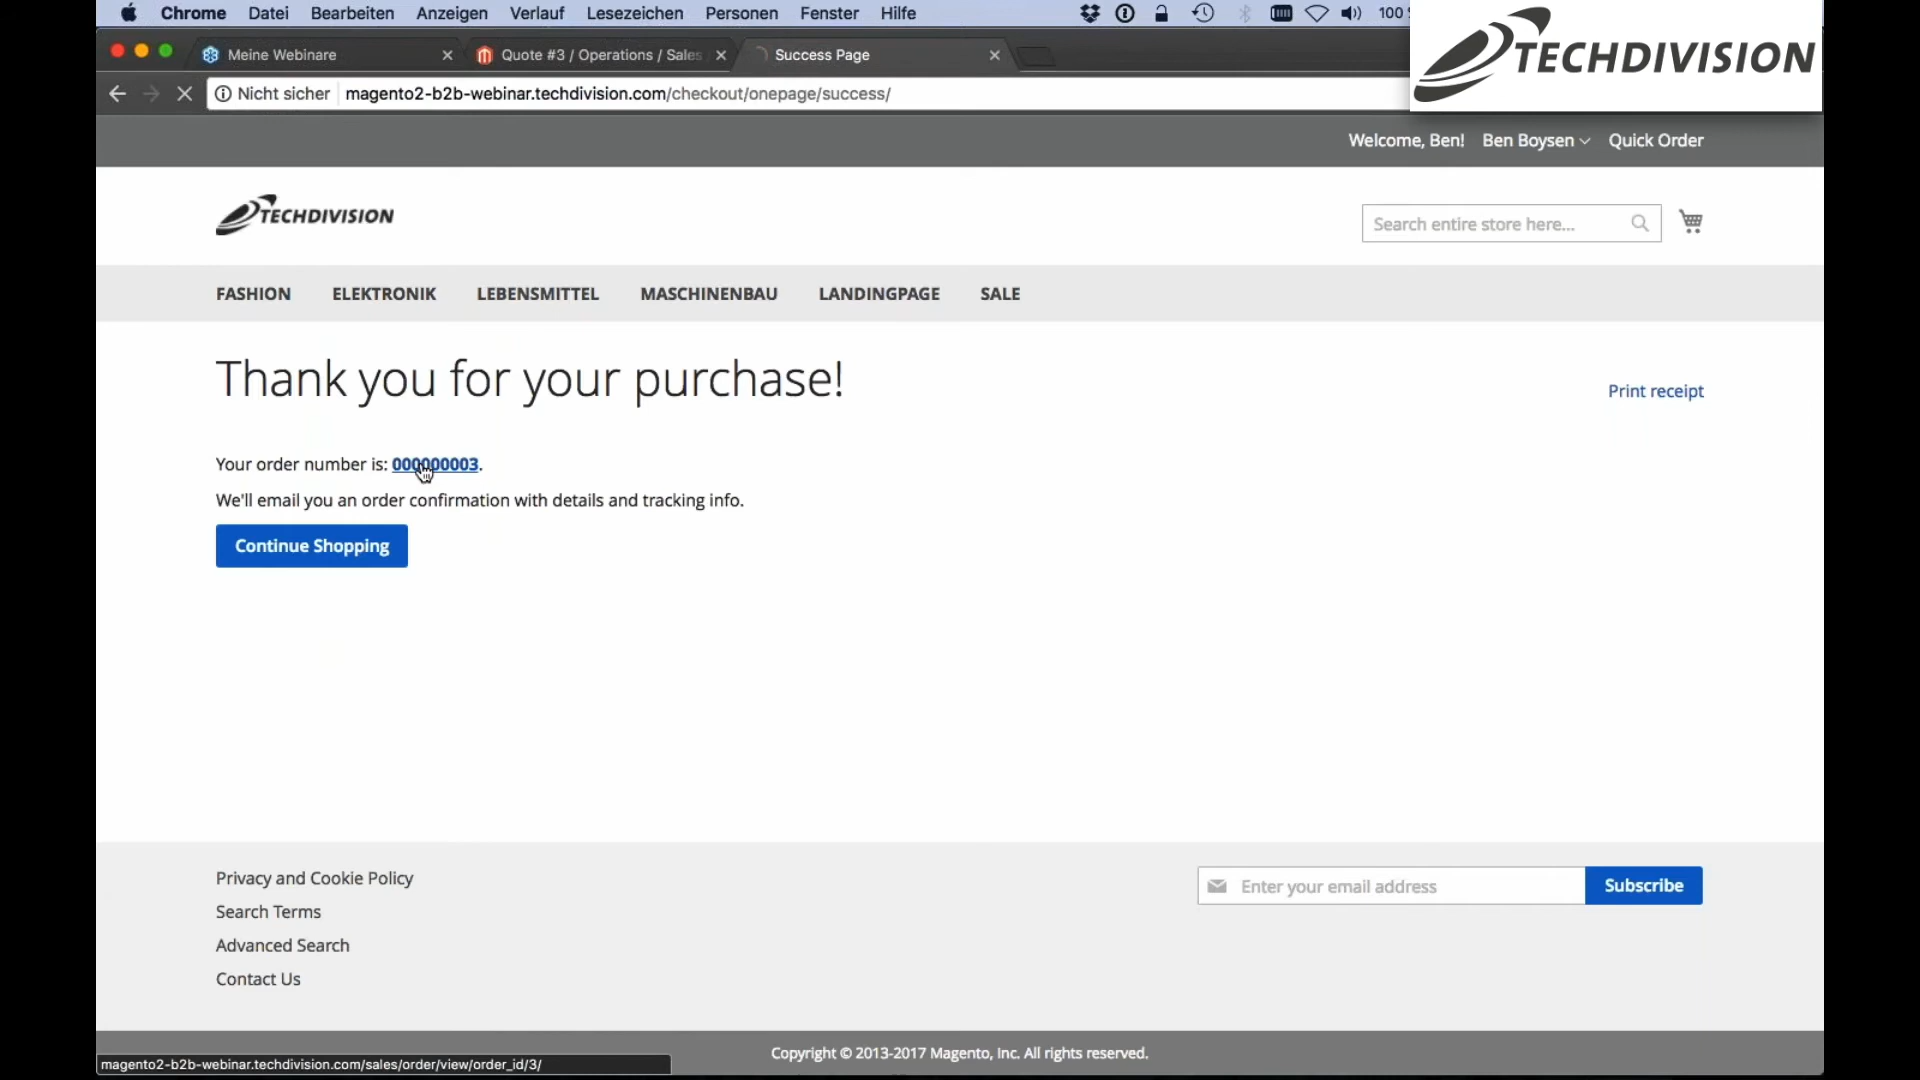 Chrome Datei Bearbeiten Anzeigen Verlauf Lesezeichen Personen Fenster Hilfe 100
TECHDIVISION
Meine Webinare Quote #3 / Operations / Sales Success Page
Nicht sicher magento2-b2b-webinar.techdivision.com/checkout/onepage/success/
Welcome, Ben! Ben Boysen Quick Order
TECHDIVISION
Search entire store here...
FASHION ELEKTRONIK LEBENSMITTEL MASCHINENBAU LANDINGPAGE SALE
Thank you for your purchase!
Print receipt
Your order number is: 000000003.
We'll email you an order confirmation with details and tracking info.
Continue Shopping
Privacy and Cookie Policy
Enter your email address Subscribe
Search Terms
Advanced Search
Contact Us
Copyright © 2013-2017 Magento, Inc. All rights reserved.
magento2-b2b-webinar.techdivision.com/sales/order/view/order_id/3/